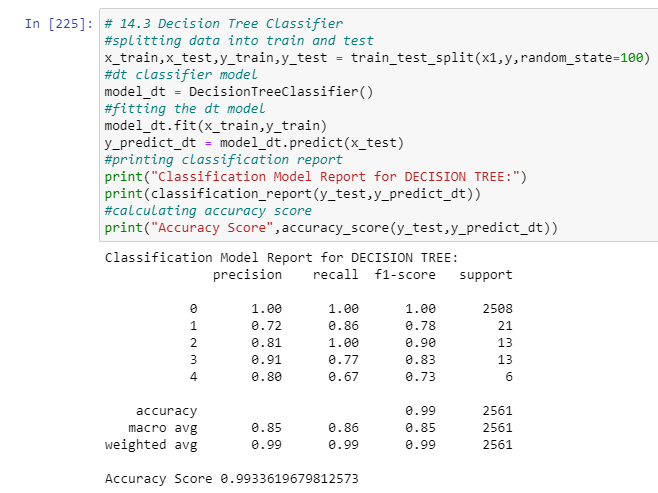 In [225]: # 14.3 Decision Tree Classifier
#splitting data into train and test
x_train,x_test,y_train,y_test = train_test_split(x1,y,random_state=100)
#dt classifier model
model_dt = DecisionTreeClassifier()
#fitting the dt model
model_dt.fit(x_train,y_train)
y_predict_dt = model_dt.predict(x_test)
#printing classification report
print("Classification Model Report for DECISION TREE:")
print(classification_report(y_test,y_predict_dt))
#calculating accuracy score
print("Accuracy Score",accuracy_score(y_test,y_predict_dt))
Classification Model Report for DECISION TREE:
precision recall f1-score support
0 1.00 1.00 1.00 2508
1 0.72 0.86 0.78 21
2 0.81 1.00 0.90 13
3 0.91 0.77 0.83 13
4 0.80 0.67 0.73 6
accuracy 0.99 2561
macro avg 0.85 0.86 0.85 2561
weighted avg 0.99 0.99 0.99 2561
Accuracy Score 0.9933619679812573